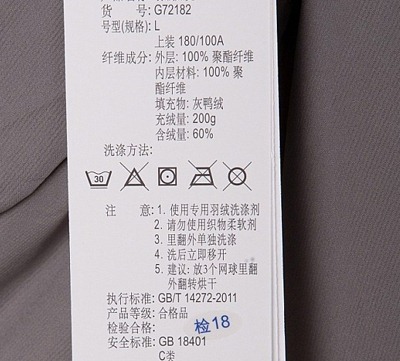 货 号: G72182
号型(规格): L
上装 180/100A
纤维成分: 外层: 100% 聚酯纤维
内层材料: 100% 聚
酯纤维
填充物: 灰鸭绒
充绒量: 200g
含绒量: 60%
洗涤方法:
30
注 意: 1. 使用专用羽绒洗涤剂
2. 请勿使用织物柔软剂
3. 里翻外单独洗涤
4. 洗后立即移开
5. 建议: 放3个网球里翻
外翻转烘干
执行标准: GB/T 14272-2011
产品等级: 合格品
检验合格: 检18
安全标准: GB 18401
C类